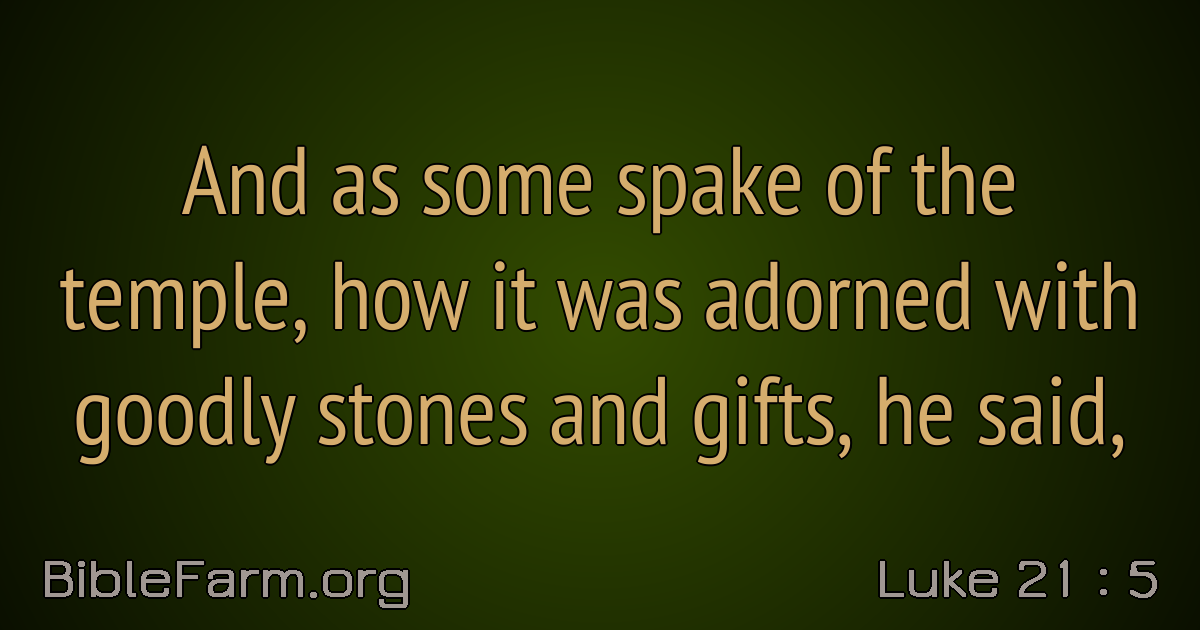 And as some spake of the
temple, how it was adorned with
goodly stones and gifts, he said,
BibleFarm.org
Luke 21 : 5